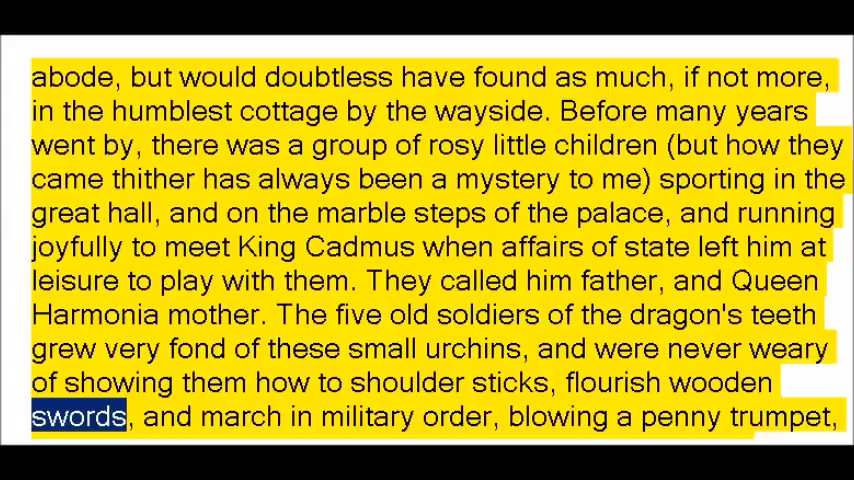 abode, but would doubtless have found as much, if not more,
in the humblest cottage by the wayside. Before many years
went by, there was a group of rosy little children (but how they
came thither has always been a mystery to me) sporting in the
great hall, and on the marble steps of the palace, and running
joyfully to meet King Cadmus when affairs of state left him at
leisure to play with them. They called him father, and Queen
Harmonia mother. The five old soldiers of the dragon's teeth
grew very fond of these small urchins, and were never weary
of showing them how to shoulder sticks, flourish wooden
swords, and march in military order, blowing a penny trumpet,